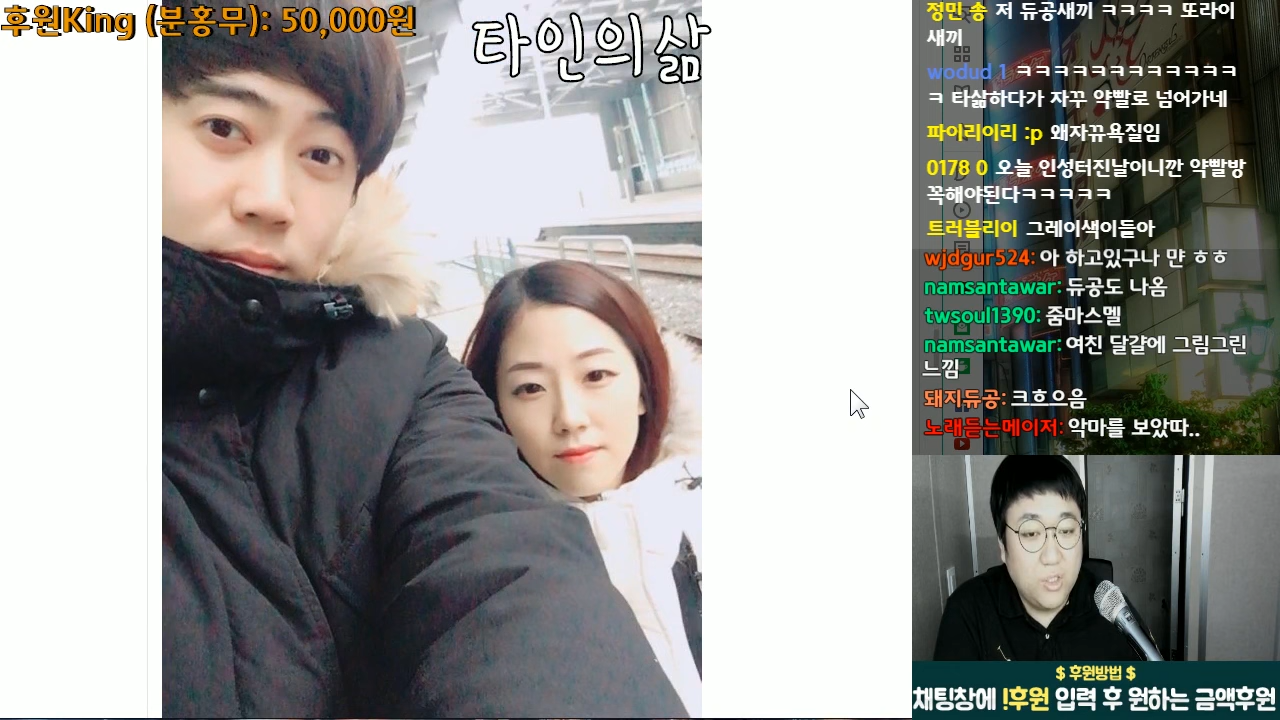 후원King (분홍무): 50,000원
타인의삶
정민 송 저 듀공새끼 ㅋㅋㅋㅋ 또라이
새끼
wodud 1 ㅋㅋㅋㅋㅋㅋㅋㅋㅋㅋㅋㅋ
ㅋ 타삶하다가 자꾸 약빨로 넘어가네
파이리이리 :p 왜자뀨욕질임
0178 0 오늘 인성터진날이니깐 약빨방
꼭해야된다ㅋㅋㅋㅋㅋ
트러블리이 그레이색이들아
wjdgur524: 아 하고있구나 먄 ㅎㅎ
namsantawar: 듀공도 나옴
twsoul1390: 줌마스멜
namsantawar: 여친 달걀에 그림그린
느낌
돼지듀공: 크흐으음
노래듣는메이저: 악마를 보았따..
$ 후원방법 $
채팅창에 !후원 입력 후 원하는 금액후원